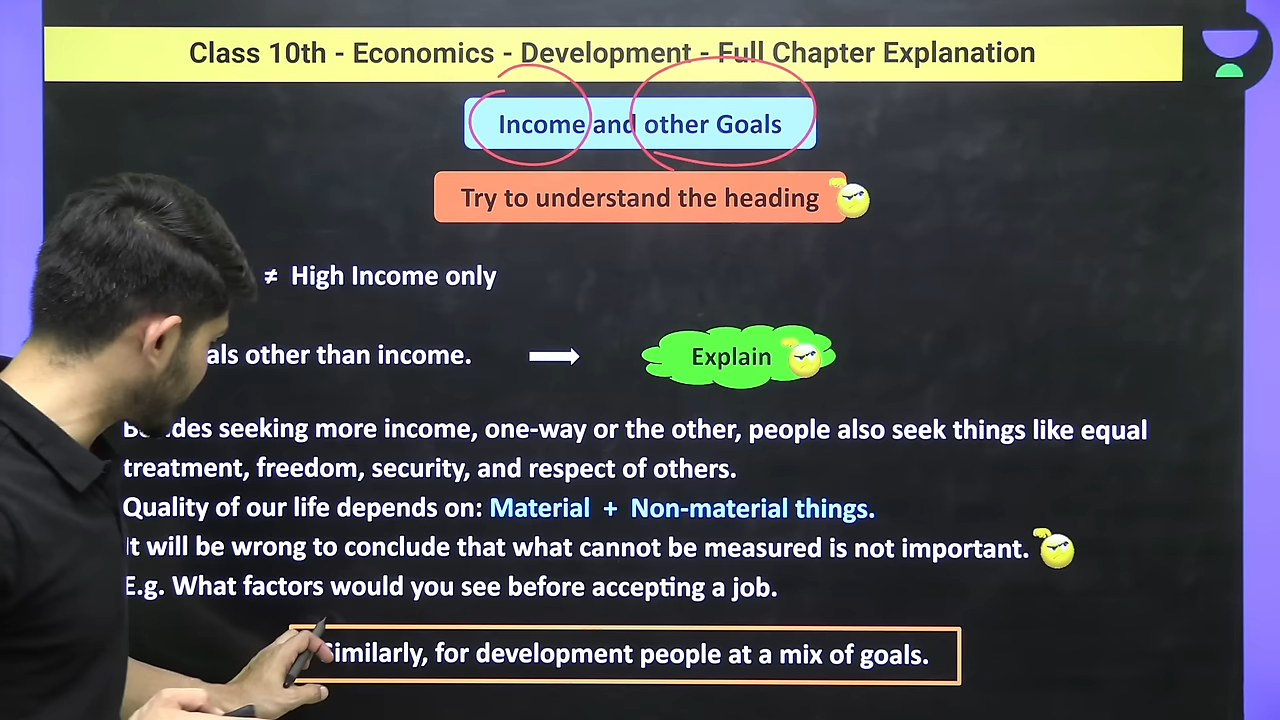 Class 10th - Economics - Development - Full Chapter Explanation
Income and other Goals
Try to understand the heading
≠ High Income only
als other than income.
Explain
Besides seeking more income, one-way or the other, people also seek things like equal
treatment, freedom, security, and respect of others.
Quality of our life depends on: Material + Non-material things.
It will be wrong to conclude that what cannot be measured is not important.
E.g. What factors would you see before accepting a job.
Similarly, for development people at a mix of goals.